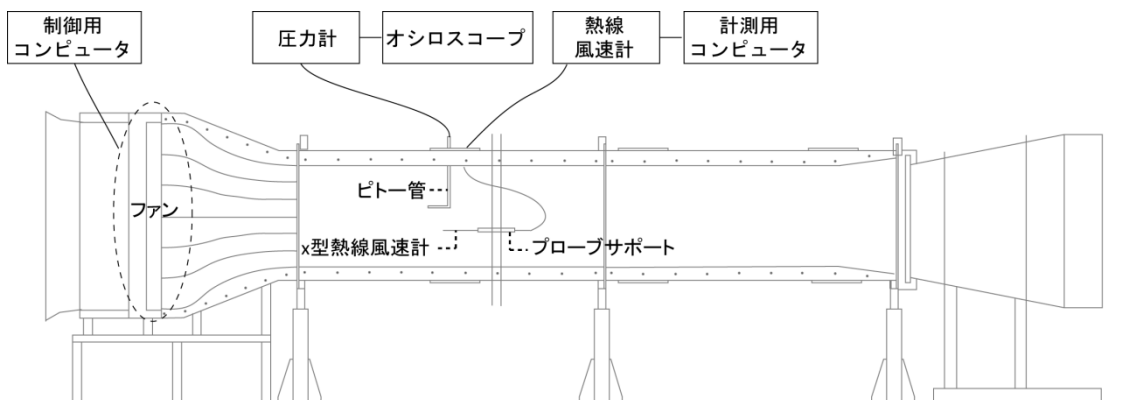 制御用
コンピュータ
圧力計
オシロスコープ
熱線
風速計
計測用
コンピュータ
ピトー管
ファン
x型熱線風速計
プローブサポート